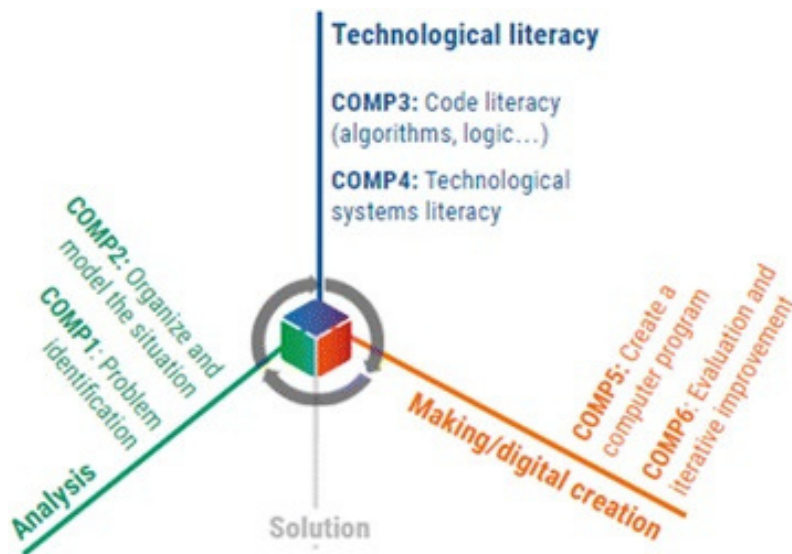 Technological literacy
COMP3: Code literacy
(algorithms, logic...)
COMP4: Technological
systems literacy
COMP2: Organize and
model the situation
COMP1: Problem
identification
Analysis
COMP5: Create a
computer program
COMP6: Evaluation and
iterative improvement
Making/digital creation
Solution